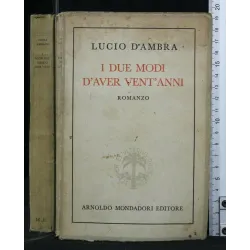 LUCIO D'AMBRA
I DUE MODI
D'AVER VENT'ANNI
ROMANZO
ARNOLDO MONDADORI EDITORE